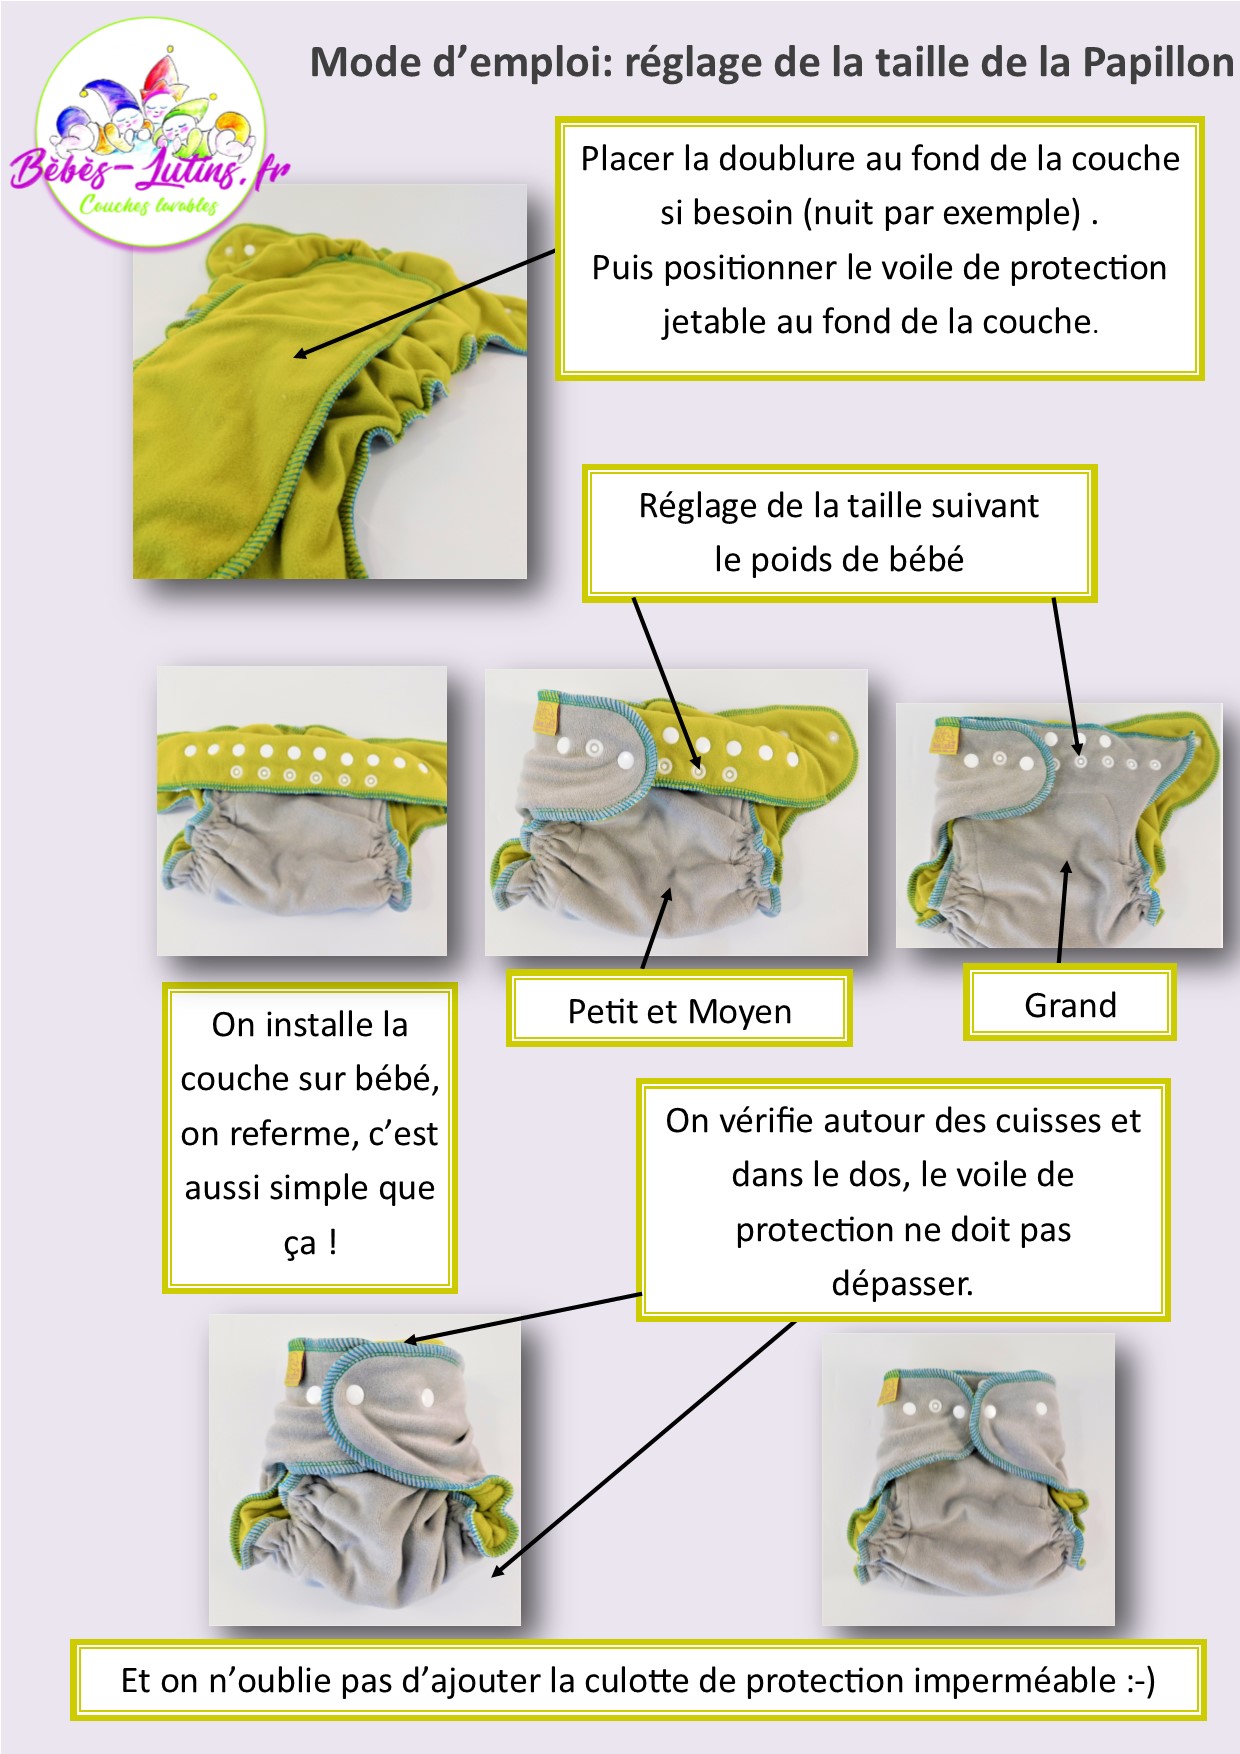 Bèbès-Lutins.fr
Couches lavables
Mode d’emploi: réglage de la taille de la Papillon
Placer la doublure au fond de la couche
si besoin (nuit par exemple) .
Puis positionner le voile de protection
jetable au fond de la couche.
Réglage de la taille suivant
le poids de bébé
Petit et Moyen
Grand
On installe la
couche sur bébé,
on referme, c’est
aussi simple que
ça !
On vérifie autour des cuisses et
dans le dos, le voile de
protection ne doit pas
dépasser.
Et on n’oublie pas d’ajouter la culotte de protection imperméable :-)